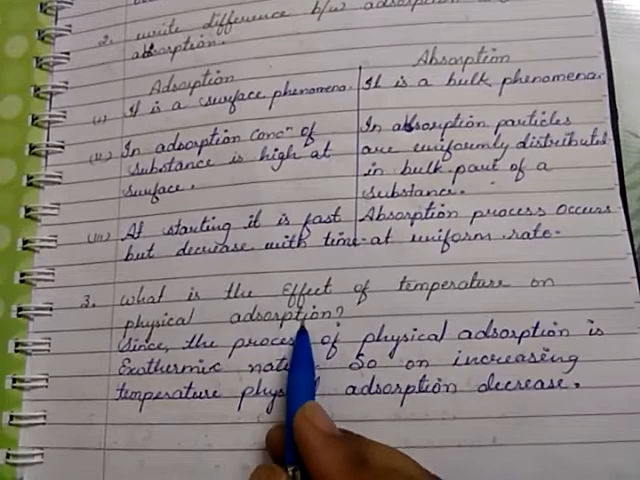 2. write difference b/w adsorption
absorption.
Adsorption Absorption
(i) It is a surface phenomena. It is a bulk phenomena.
(ii) In adsorption concⁿ of In absorption particles
substance is high at are uniformly distributed
surface. in bulk part of a
substance.
(iii) At starting it is fast Absorption process occurs
but decrease with time. at uniform rate.
3. What is the Effect of temperature on
physical adsorption?
Since, the process of physical adsorption is
Exothermic So on increasing
temperature adsorption decrease.